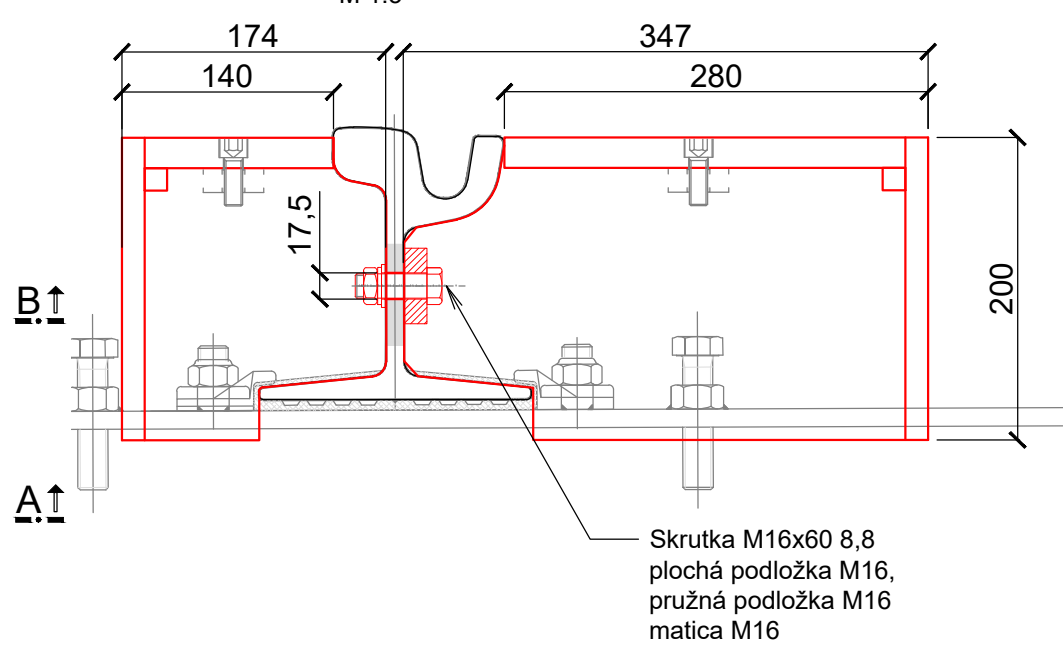 174
347
140
280
17,5
200
B
A
Skrutka M16x60 8,8
plochá podložka M16,
pružná podložka M16
matica M16